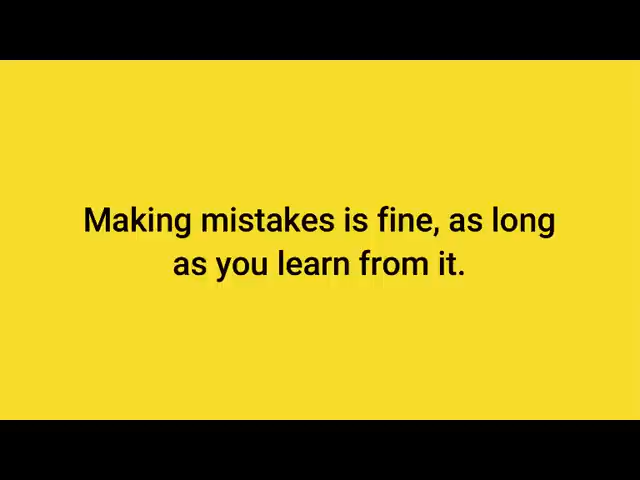 Making mistakes is fine, as long
as you learn from it.